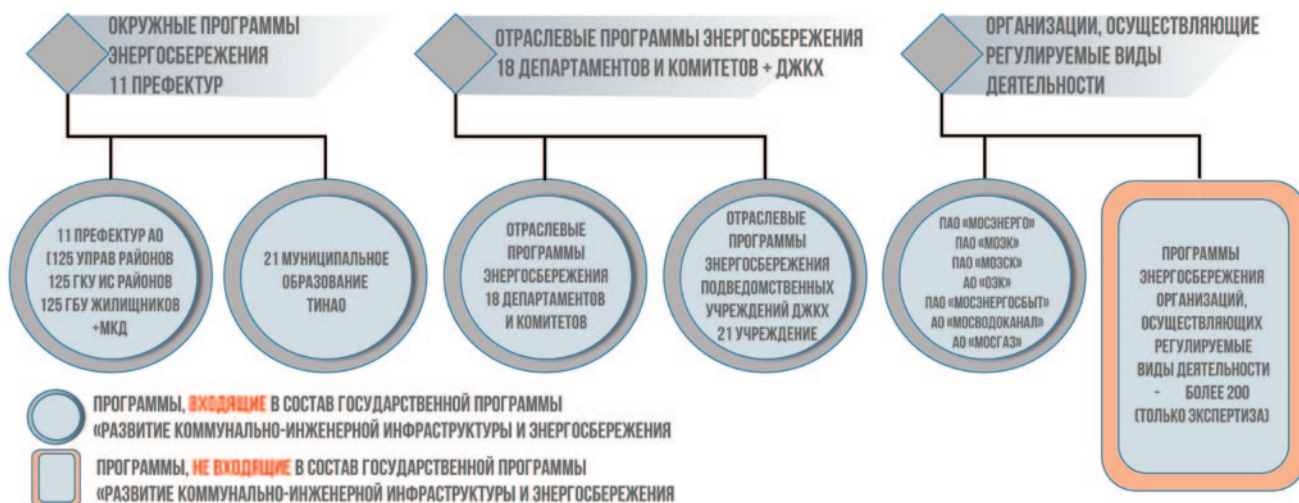 ОКРУЖНЫЕ ПРОГРАММЫ
ЭНЕРГОСБЕРЕЖЕНИЯ
11 ПРЕФЕКТУР
ОТРАСЛЕВЫЕ ПРОГРАММЫ ЭНЕРГОСБЕРЕЖЕНИЯ
18 ДЕПАРТАМЕНТОВ И КОМИТЕТОВ + ДЖКХ
ОРГАНИЗАЦИИ, ОСУЩЕСТВЛЯЮЩИЕ
РЕГУЛИРУЕМЫЕ ВИДЫ
ДЕЯТЕЛЬНОСТИ
11 ПРЕФЕКТУР АО
(125 УПРАВ РАЙОНОВ
125 ГКУ ИС РАЙОНОВ
125 ГБУ ЖИЛИЩНИКОВ
+МКД
21 МУНИЦИПАЛЬНОЕ
ОБРАЗОВАНИЕ
ТИНАО
ОТРАСЛЕВЫЕ
ПРОГРАММЫ
ЭНЕРГОСБЕРЕЖЕНИЯ
18 ДЕПАРТАМЕНТОВ
И КОМИТЕТОВ
ОТРАСЛЕВЫЕ
ПРОГРАММЫ
ЭНЕРГОСБЕРЕЖЕНИЯ
ПОДВЕДОМСТВЕННЫХ
УЧРЕЖДЕНИЙ ДЖКХ
21 УЧРЕЖДЕНИЕ
ПАО «МОСЭНЕРГО»
ПАО «МОЭК»
ПАО «МОЭСК»
АО «ОЭК»
ПАО «МОСЭНЕРГОСБЫТ»
АО «МОСВОДОКАНАЛ»
АО «МОСГАЗ»
ПРОГРАММЫ
ЭНЕРГОСБЕРЕЖЕНИЯ
ОРГАНИЗАЦИЙ,
ОСУЩЕСТВЛЯЮЩИХ
РЕГУЛИРУЕМЫЕ
ВИДЫ ДЕЯТЕЛЬНОСТИ
- БОЛЕЕ 200
(ТОЛЬКО ЭКСПЕРТИЗА)
ПРОГРАММЫ, ВХОДЯЩИЕ В СОСТАВ ГОСУДАРСТВЕННОЙ ПРОГРАММЫ
«РАЗВИТИЕ КОММУНАЛЬНО-ИНЖЕНЕРНОЙ ИНФРАСТРУКТУРЫ И ЭНЕРГОСБЕРЕЖЕНИЯ
ПРОГРАММЫ, НЕ ВХОДЯЩИЕ В СОСТАВ ГОСУДАРСТВЕННОЙ ПРОГРАММЫ
«РАЗВИТИЕ КОММУНАЛЬНО-ИНЖЕНЕРНОЙ ИНФРАСТРУКТУРЫ И ЭНЕРГОСБЕРЕЖЕНИЯ